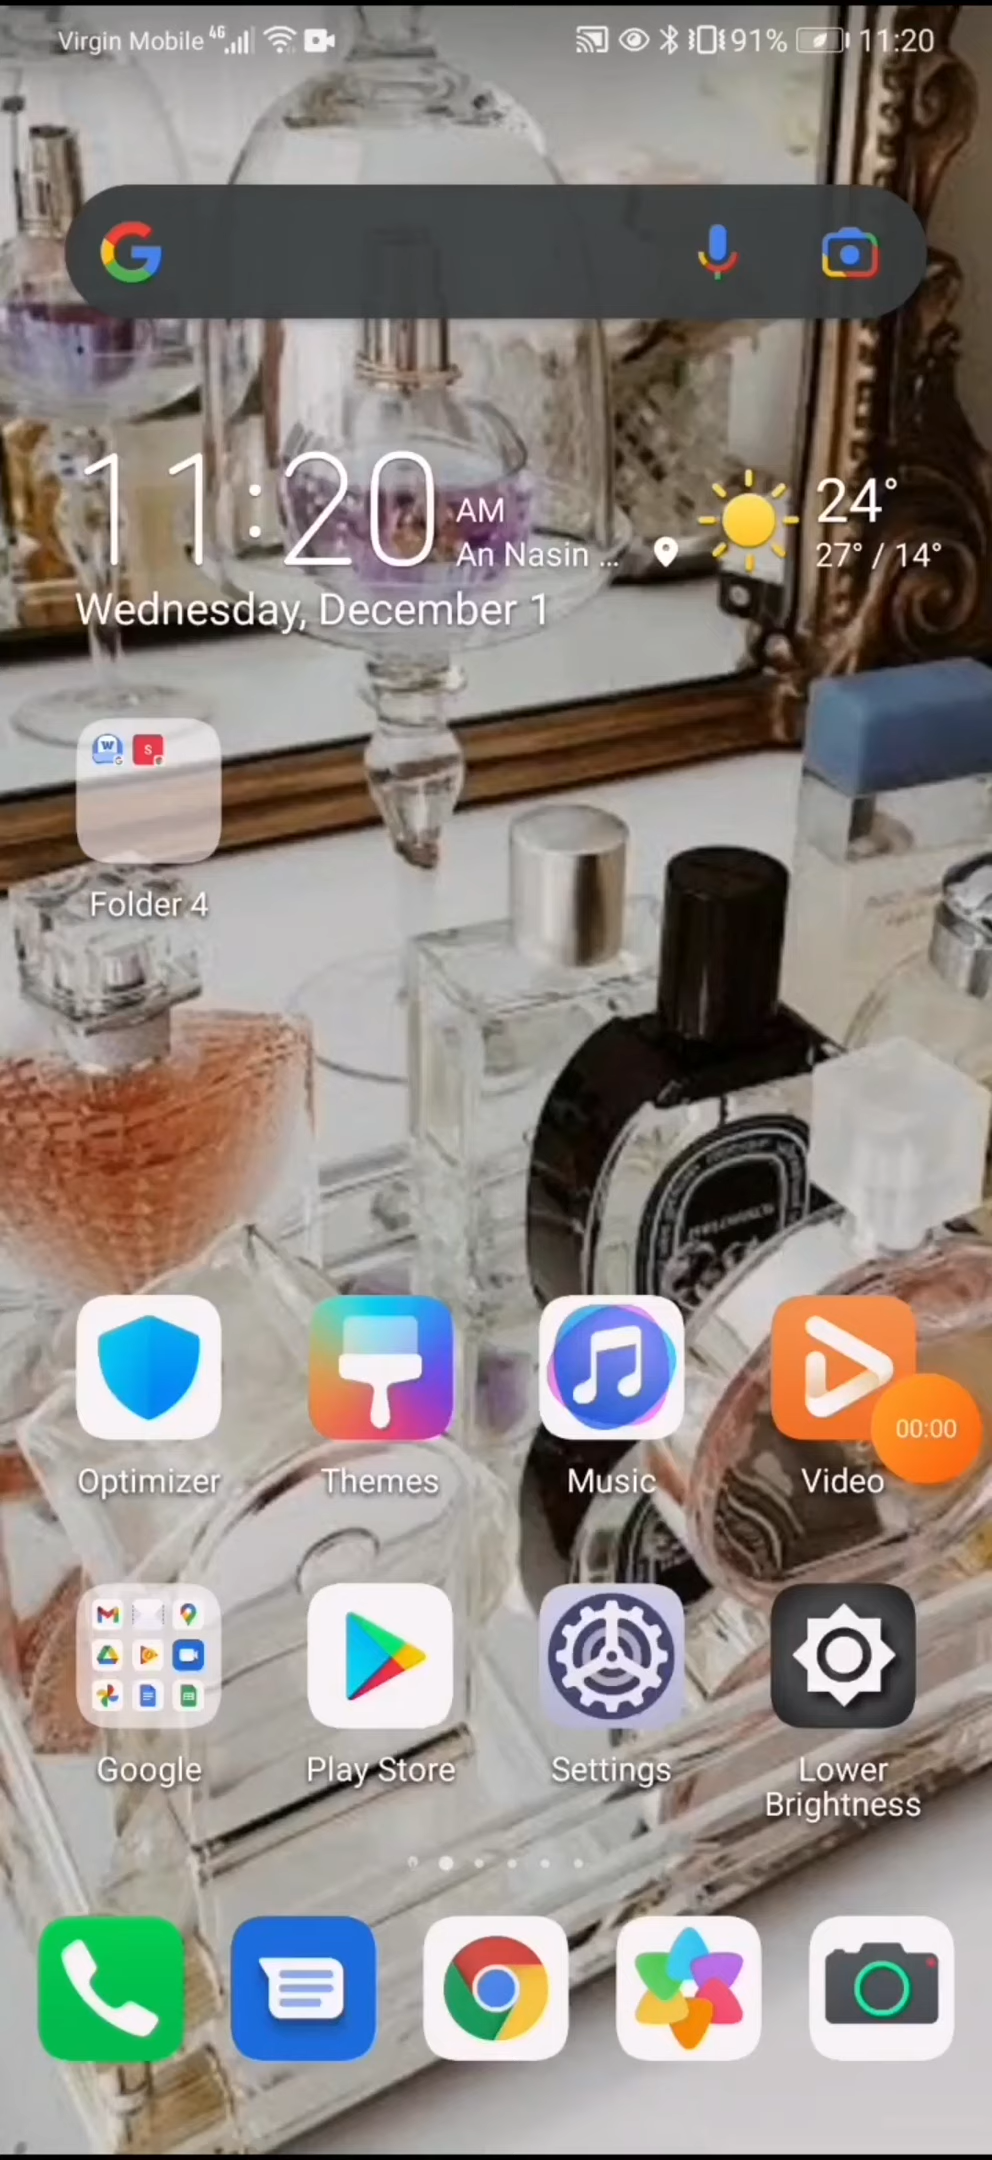 Virgin Mobile 4G 91% 11:20
11:20 AM
An Nasin ...
24°
27° / 14°
Wednesday, December 1
W S
Folder 4
00:00
Optimizer Themes Music Video
Google Play Store Settings Lower
Brightness